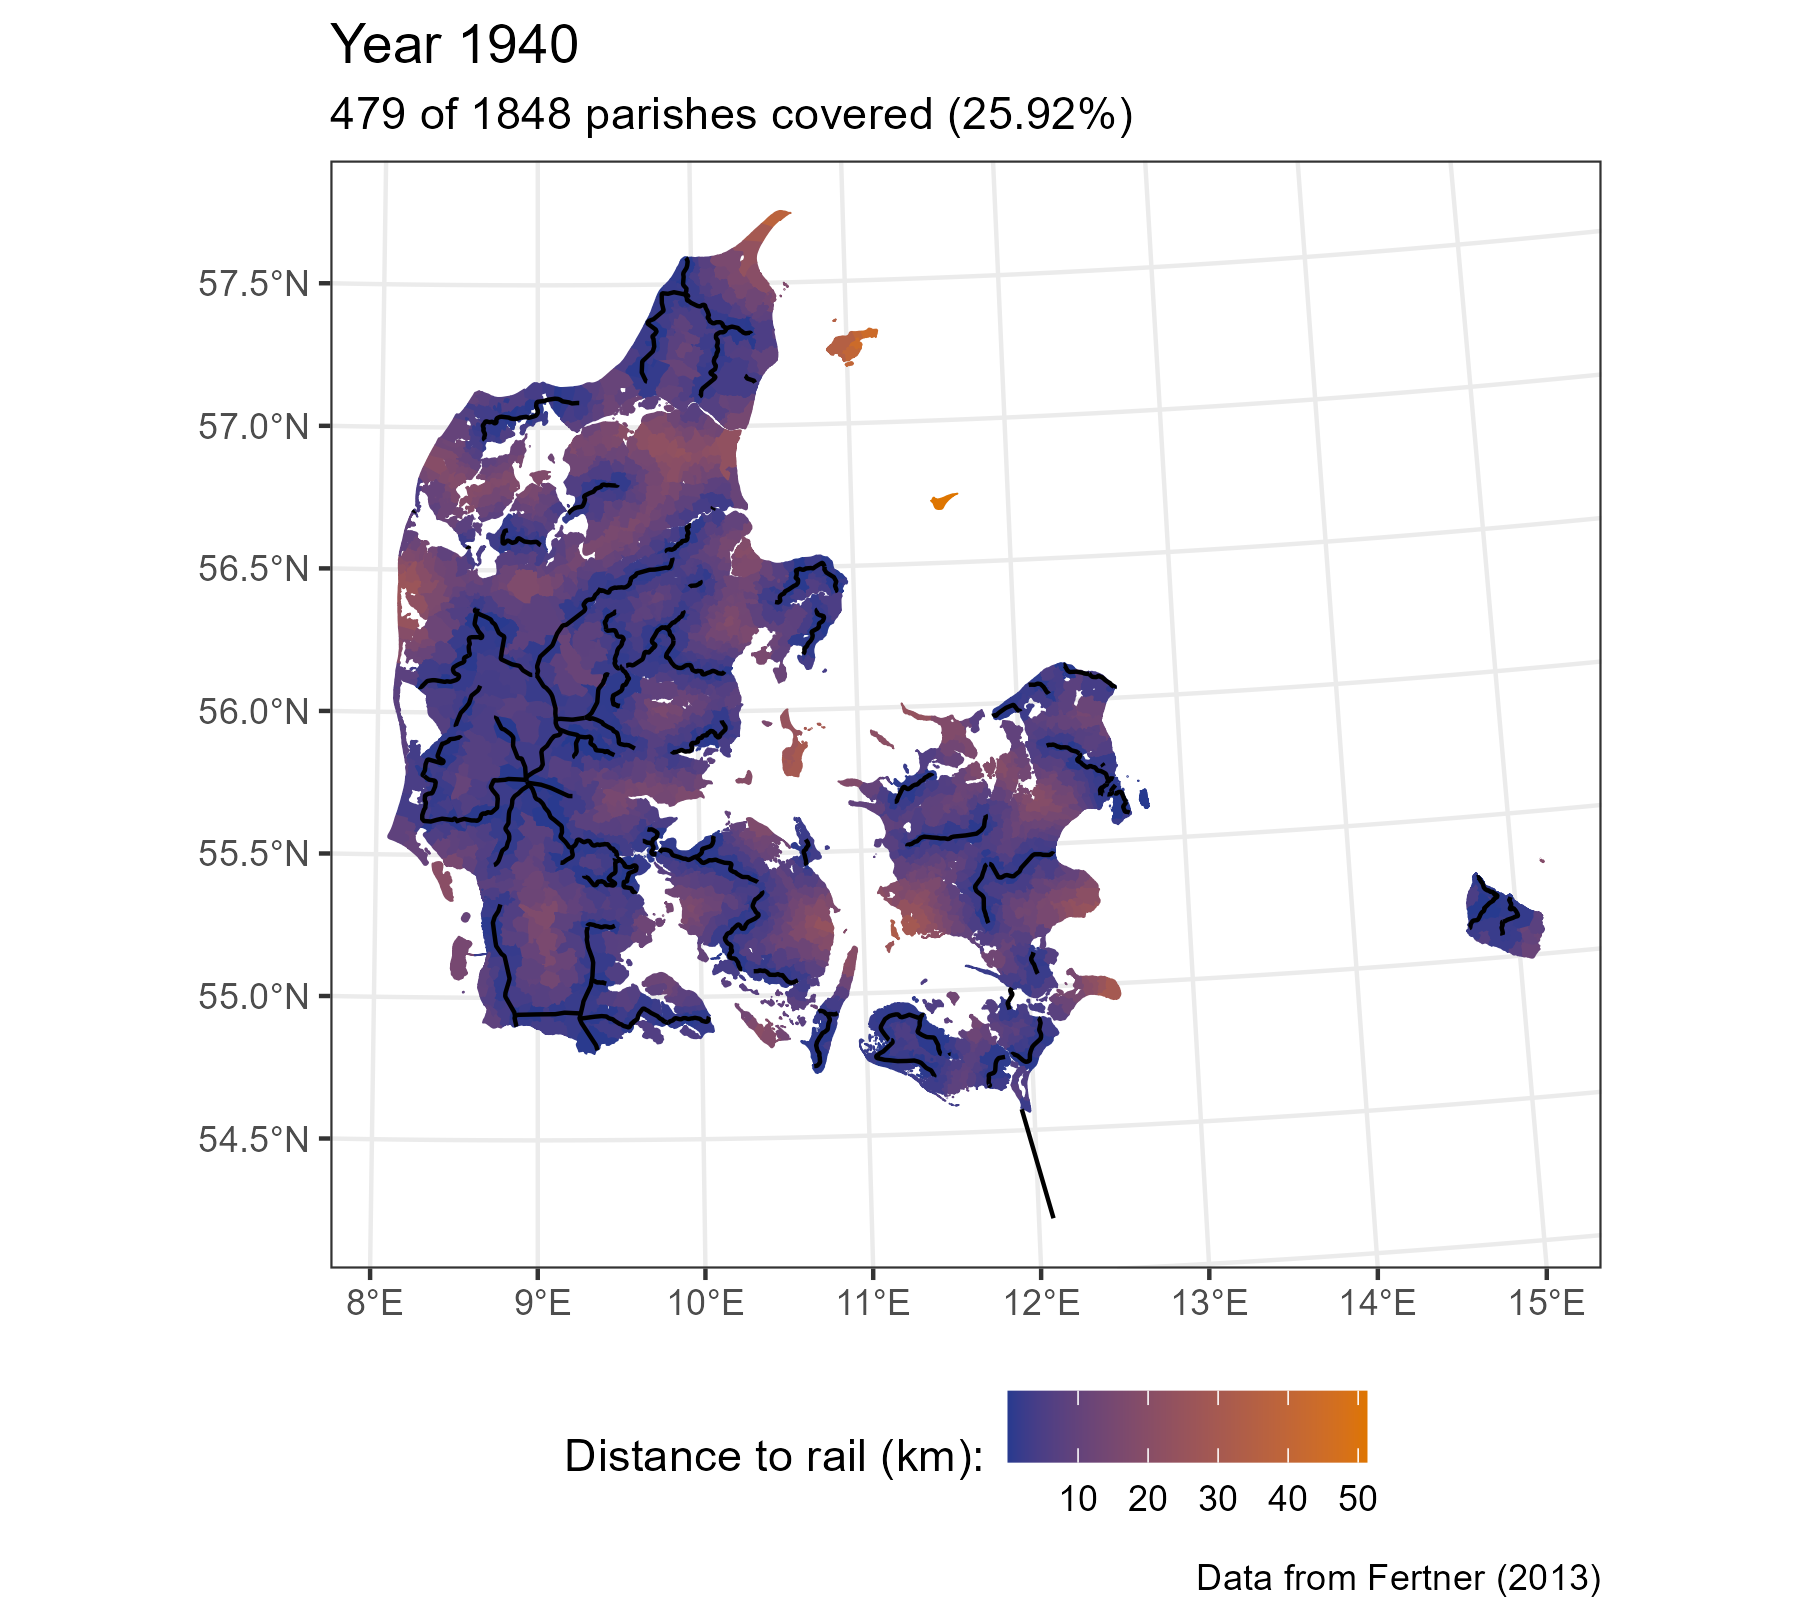 Year 1940
479 of 1848 parishes covered (25.92%)
57.5°N
57.0°N
56.5°N
56.0°N
55.5°N
55.0°N
54.5°N
8°E 9°E 10°E 11°E 12°E 13°E 14°E 15°E
Distance to rail (km):
10 20 30 40 50
Data from Fertner (2013)